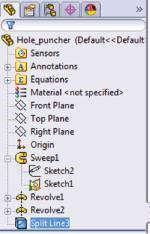 »
Hole_puncher (Default<<Default
Sensors
Annotations
Equations
Material <not specified>
Front Plane
Top Plane
Right Plane
Origin
Sweep1
Sketch2
Sketch1
Revolve1
Revolve2
Split Line3